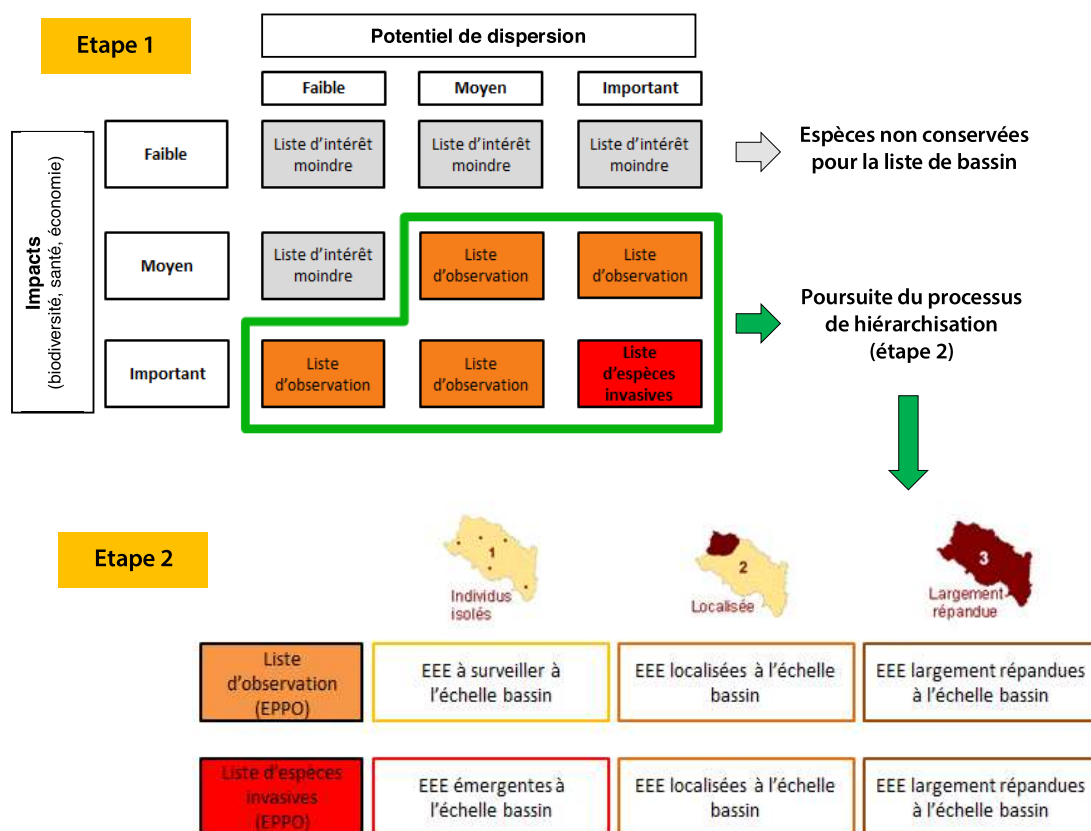 Etape 1
Potentiel de dispersion
Faible
Moyen
Important
Impacts
(biodiversité, santé, économie)
Faible
Liste d'intérêt
moindre
Liste d'intérêt
moindre
Liste d'intérêt
moindre
Espèces non conservées
pour la liste de bassin
Moyen
Liste d'intérêt
moindre
Liste
d'observation
Liste
d'observation
Poursuite du processus
de hiérarchisation
(étape 2)
Important
Liste
d'observation
Liste
d'observation
Liste
d'espèces
invasives
Etape 2
1
Individus
isolés
2
Localisée
3
Largement
répandue
Liste
d'observation
(EPPO)
EEE à surveiller à
l'échelle bassin
EEE localisées à l'échelle
bassin
EEE largement répandues
à l'échelle bassin
Liste d'espèces
invasives
(EPPO)
EEE émergentes à
l'échelle bassin
EEE localisées à l'échelle
bassin
EEE largement répandues
à l'échelle bassin